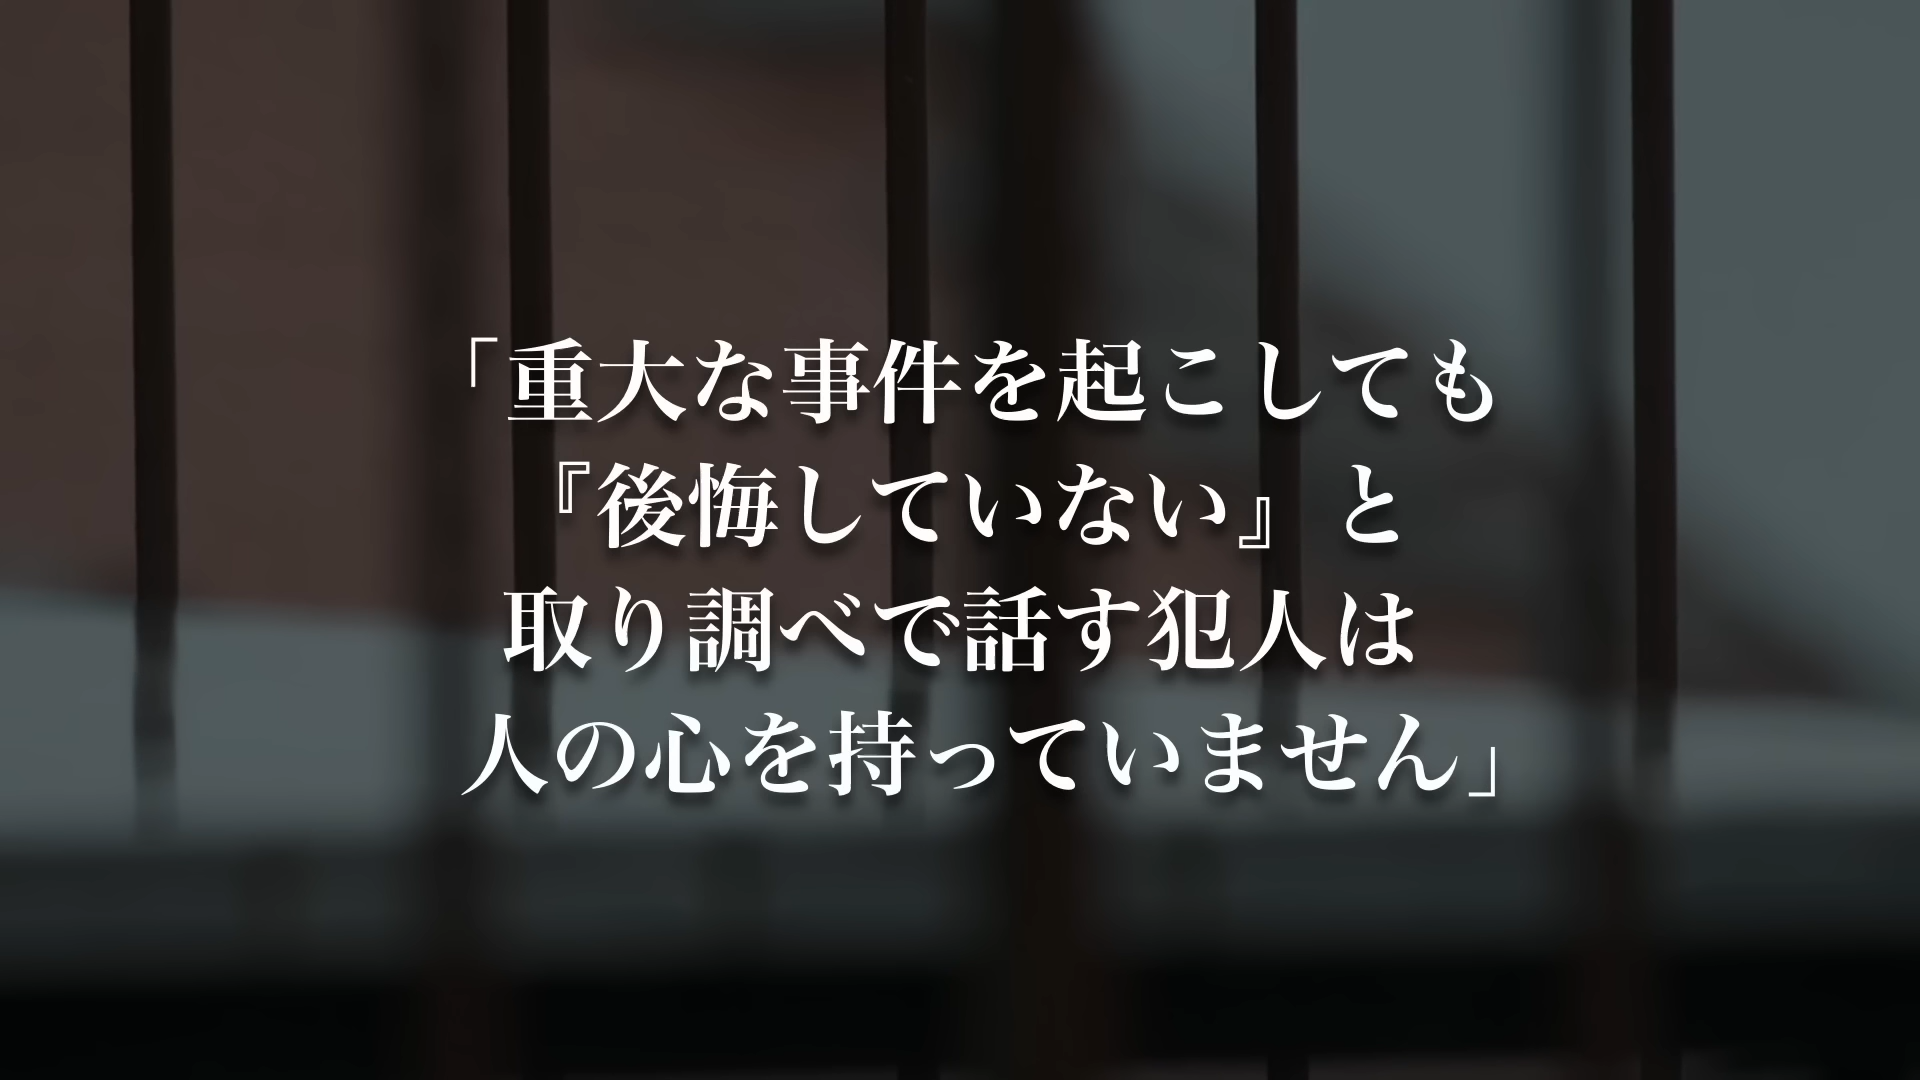 「重大な事件を起こしても
『後悔していない』と
取り調べで話す犯人は
人の心を持っていません」